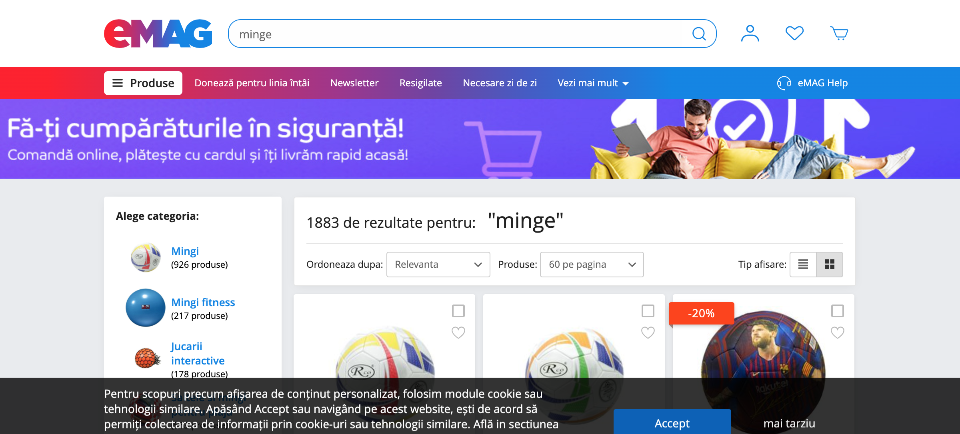 eMAG
minge
Produse
Donează pentru linia întâi
Newsletter
Resigilate
Necesare zi de zi
Vezi mai mult
eMAG Help
Fă-ți cumpărăturile în siguranță!
Comandă online, plătește cu cardul și îți livrăm rapid acasă!
Alege categoria:
Mingi
(926 produse)
Mingi fitness
(217 produse)
Jucarii
interactive
(178 produse)
1883 de rezultate pentru: "minge"
Ordoneaza dupa: Relevanta
Produse: 60 pe pagina
Tip afisare:
-20%
Pentru scopuri precum afișarea de conținut personalizat, folosim module cookie sau
tehnologii similare. Apăsând Accept sau navigând pe acest website, ești de acord să
permiți colectarea de informații prin cookie-uri sau tehnologii similare. Află in sectiunea
Accept
mai tarziu